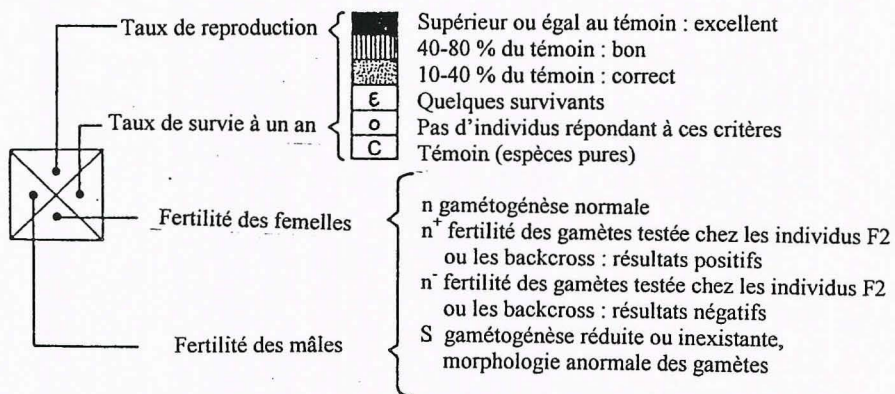 Taux de reproduction
Supérieur ou égal au témoin : excellent
40-80 % du témoin : bon
10-40 % du témoin : correct
ε Quelques survivants
Taux de survie à un an
o Pas d'individus répondant à ces critères
C Témoin (espèces pures)
Fertilité des femelles
n gamétogénèse normale
n+ fertilité des gamètes testée chez les individus F2
ou les backcross : résultats positifs
n- fertilité des gamètes testée chez les individus F2
ou les backcross : résultats négatifs
Fertilité des mâles
S gamétogénèse réduite ou inexistante,
morphologie anormale des gamètes